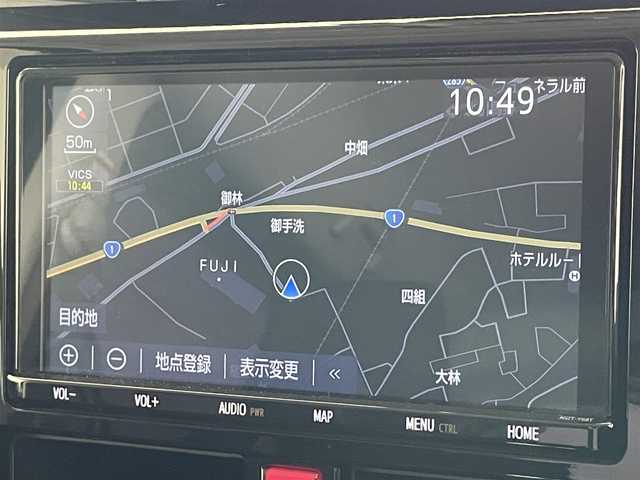 ネラル前
10:49
50m
VICS
10:44
中畑
御林
1
御手洗
1
FUJI
ホテルルー
H
四組
目的地
大林
地点登録
表示変更
VOL-
VOL+
AUDIO PWR
MAP
MENU CTRL
HOME